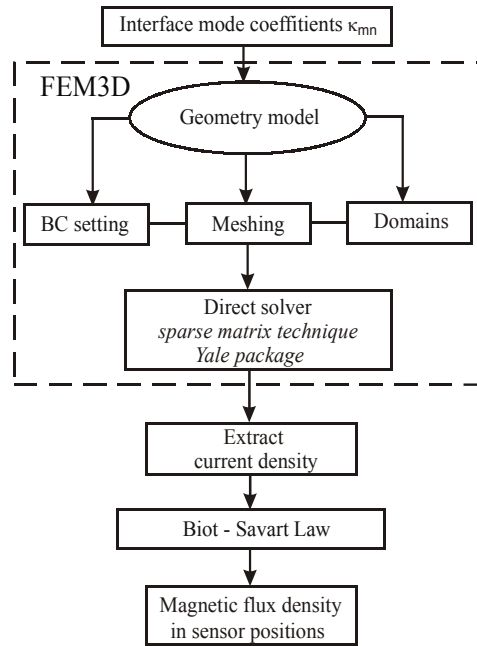 Interface mode coeffitients κmn
FEM3D
Geometry model
BC setting
Meshing
Domains
Direct solver
sparse matrix technique
Yale package
Extract
current density
Biot - Savart Law
Magnetic flux density
in sensor positions